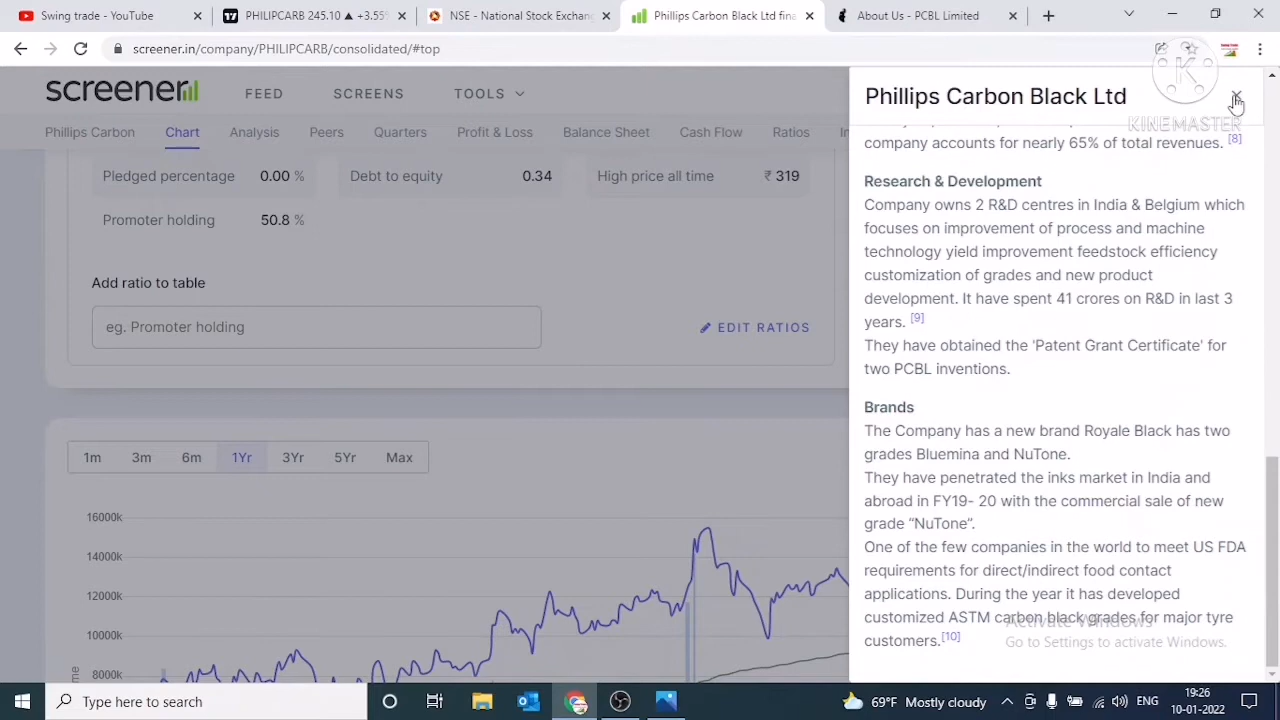 Swing trade - YouTube
PHILIPCARB 245.10 ▲ +3.55%
NSE - National Stock Exchang
Phillips Carbon Black Ltd fina
About Us - PCBL Limited
screener.in/company/PHILIPCARB/consolidated/#top
screener
FEED
SCREENS
TOOLS
Phillips Carbon Black Ltd
KINEMASTER
Phillips Carbon
Chart
Analysis
Peers
Quarters
Profit & Loss
Balance Sheet
Cash Flow
Ratios
In
company accounts for nearly 65% of total revenues. [8]
Pledged percentage 0.00 %
Debt to equity 0.34
High price all time ₹ 319
Promoter holding 50.8 %
Add ratio to table
eg. Promoter holding
EDIT RATIOS
Research & Development
Company owns 2 R&D centres in India & Belgium which
focuses on improvement of process and machine
technology yield improvement feedstock efficiency
customization of grades and new product
development. It have spent 41 crores on R&D in last 3
years. [9]
They have obtained the 'Patent Grant Certificate' for
two PCBL inventions.
Brands
The Company has a new brand Royale Black has two
grades Bluemina and NuTone.
They have penetrated the inks market in India and
abroad in FY19- 20 with the commercial sale of new
grade “NuTone”.
One of the few companies in the world to meet US FDA
requirements for direct/indirect food contact
applications. During the year it has developed
customized ASTM carbon black grades for major tyre
customers.[10]
1m
3m
6m
1Yr
3Yr
5Yr
Max
16000k
14000k
12000k
10000k
8000k
Activate Windows
Go to Settings to activate Windows.
Type here to search
69°F Mostly cloudy
ENG
19:26
10-01-2022